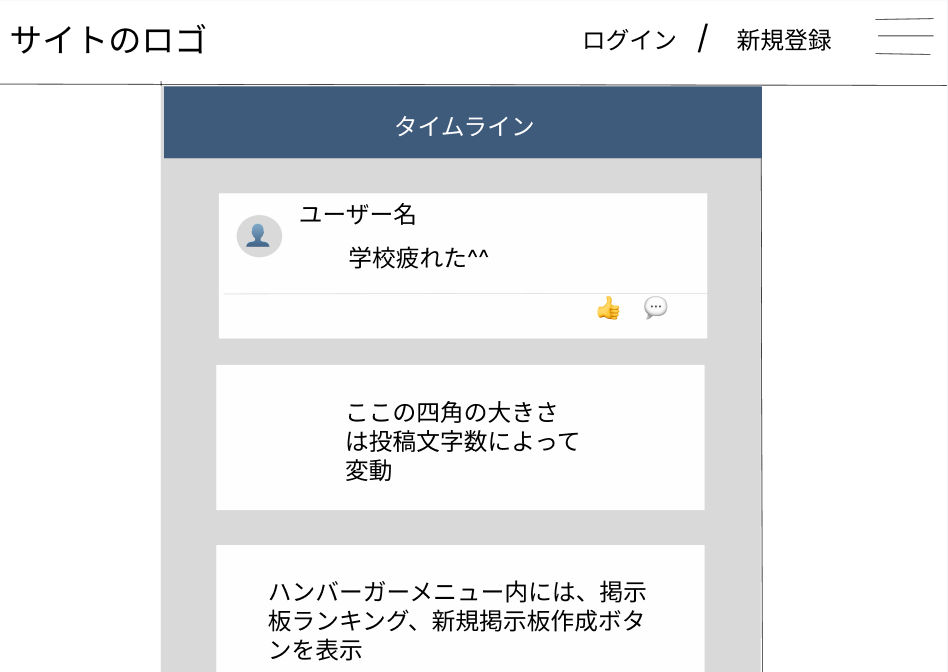 サイトのロゴ
ログイン / 新規登録
タイムライン
ユーザー名
学校疲れた^^
ここの四角の大きさ
は投稿文字数によって
変動
ハンバーガーメニュー内には、掲示
板ランキング、新規掲示板作成ボタ
ンを表示